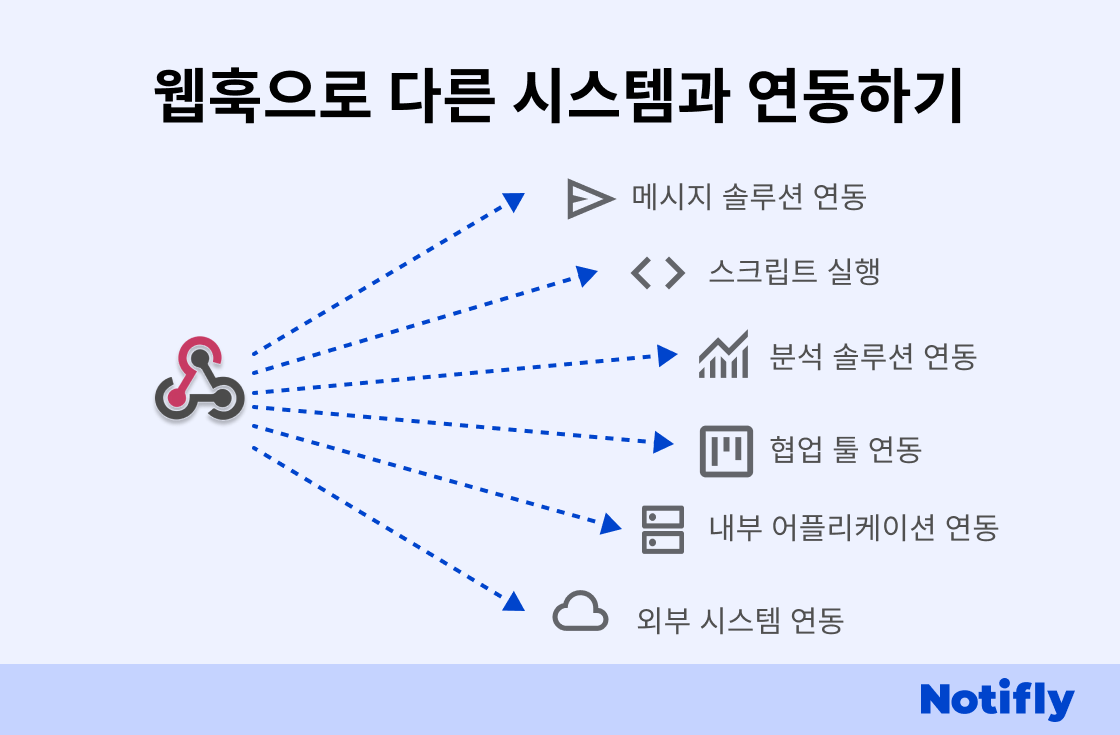 웹훅으로 다른 시스템과 연동하기
메시지 솔루션 연동
스크립트 실행
분석 솔루션 연동
협업 툴 연동
내부 어플리케이션 연동
외부 시스템 연동
Notifly